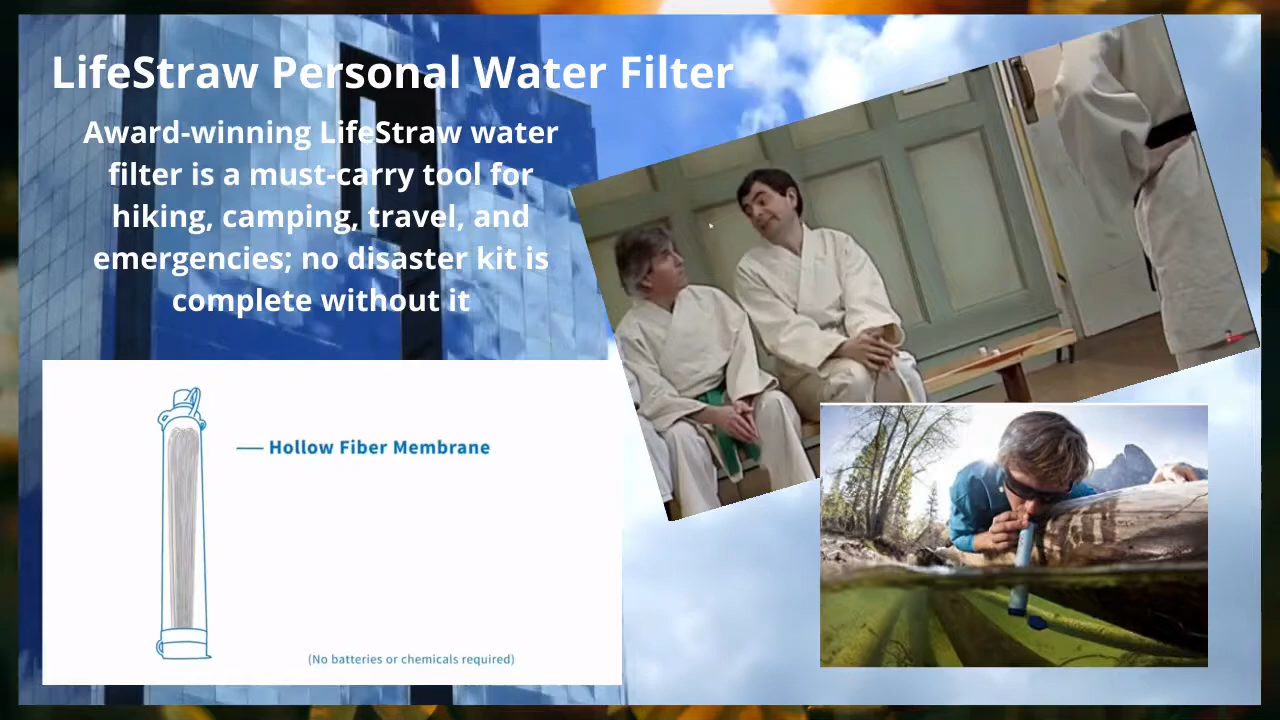 LifeStraw Personal Water Filter
Award-winning LifeStraw water
filter is a must-carry tool for
hiking, camping, travel, and
emergencies; no disaster kit is
complete without it
Hollow Fiber Membrane
(No batteries or chemicals required)